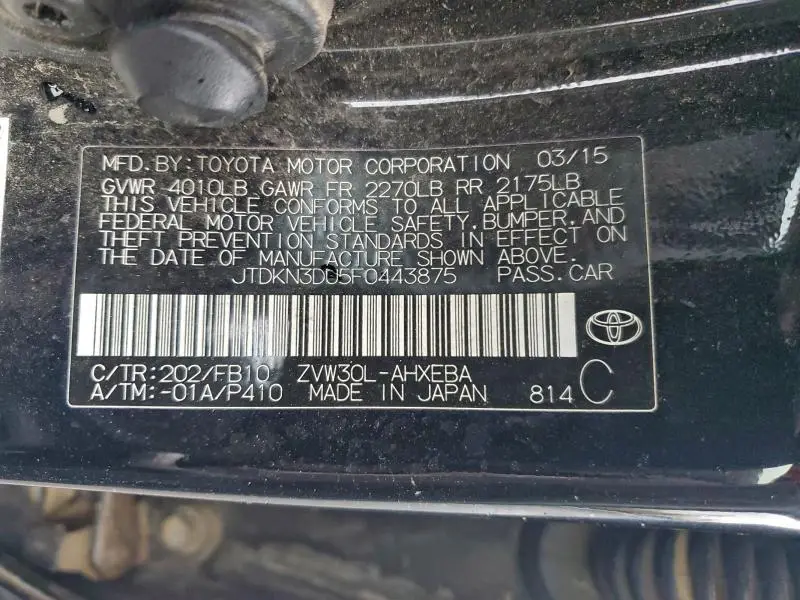 MFD.BY:TOYOTA MOTOR CORPORATION 03/15
GVWR 4010LB GAWR FR 2270LB RR 2175LB
THIS VEHICLE CONFORMS TO ALL APPLICABLE
FEDERAL MOTOR VEHICLE SAFETY,BUMPER,AND
THEFT PREVENTION STANDARDS IN EFFECT ON
THE DATE OF MANUFACTURE SHOWN ABOVE.
JTDKN3DU5F0443875 PASS.CAR
C/TR:202/FB10 ZVW30L-AHXEBA
A/TM:-01A/P410 MADE IN JAPAN 814 C